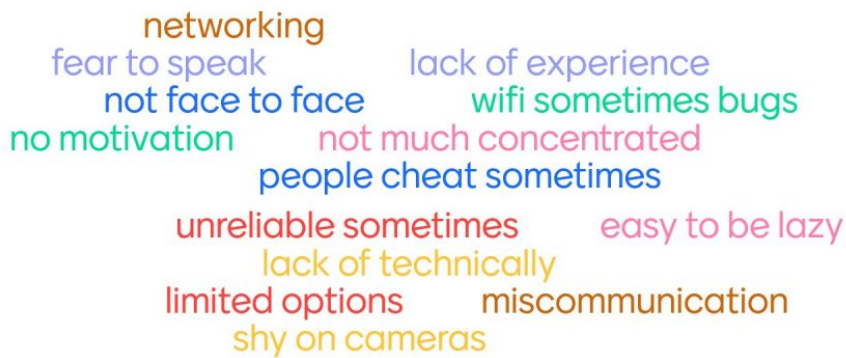 networking
fear to speak lack of experience
not face to face wifi sometimes bugs
no motivation not much concentrated
people cheat sometimes
unreliable sometimes easy to be lazy
lack of technically
limited options miscommunication
shy on cameras